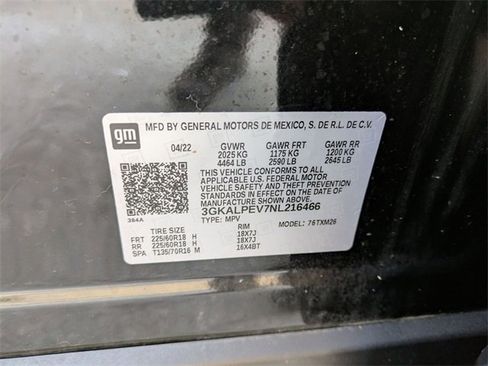 gm
MFD BY GENERAL MOTORS DE MEXICO, S. DE R.L. DE C.V.
04/22 GVWR GAWR FRT GAWR RR
2025 KG 1175 KG 1200 KG
4464 LB 2590 LB 2645 LB
THIS VEHICLE CONFORMS TO ALL APPLICABLE
FEDERAL MOTOR VEHICLE SAFETY, BUMPER, AND
THEFT PREVENTION STANDARDS IN EFFECT ON THE
DATE OF MANUFACTURE SHOWN ABOVE.
3GKALPEV7NL216466
384A
TYPE: MPV MODEL: 76TXM26
TIRE SIZE RIM
FRT 225/60R18 H 18X7J
RR 225/60R18 H 18X7J
SPA T135/70R16 M 16X4BT